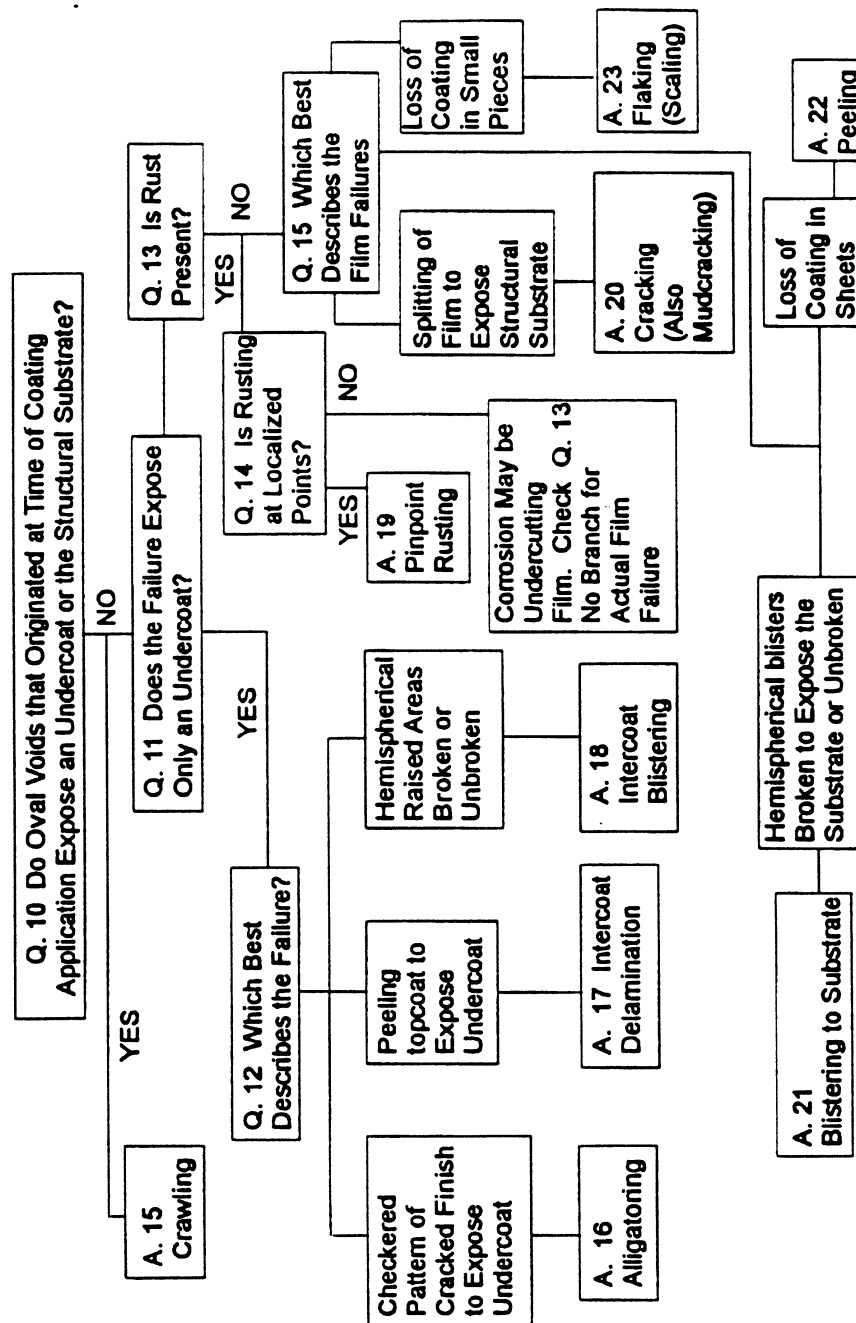 Q. 10 Do Oval Voids that Originated at Time of Coating
Application Expose an Undercoat or the Structural Substrate?
YES
NO
A. 15
Crawling
Q. 11 Does the Failure Expose
Only an Undercoat?
Q. 13 Is Rust
Present?
YES
YES
NO
Q. 12 Which Best
Describes the Failure?
Q. 14 Is Rusting
at Localized
Points?
Q. 15 Which Best
Describes the
Film Failures
YES
NO
Checkered
Pattern of
Cracked Finish
to Expose
Undercoat
Peeling
topcoat to
Expose
Undercoat
Hemispherical
Raised Areas
Broken or
Unbroken
A. 19
Pinpoint
Rusting
Splitting of
Film to
Expose
Structural
Substrate
Loss of
Coating
in Small
Pieces
A. 16
Alligatoring
A. 17 Intercoat
Delamination
A. 18
Intercoat
Blistering
Corrosion May be
Undercutting
Film. Check Q. 13
No Branch for
Actual Film
Failure
A. 20
Cracking
(Also
Mudcracking)
A. 23
Flaking
(Scaling)
A. 21
Blistering to Substrate
Hemispherical blisters
Broken to Expose the
Substrate or Unbroken
Loss of
Coating in
Sheets
A. 22
Peeling